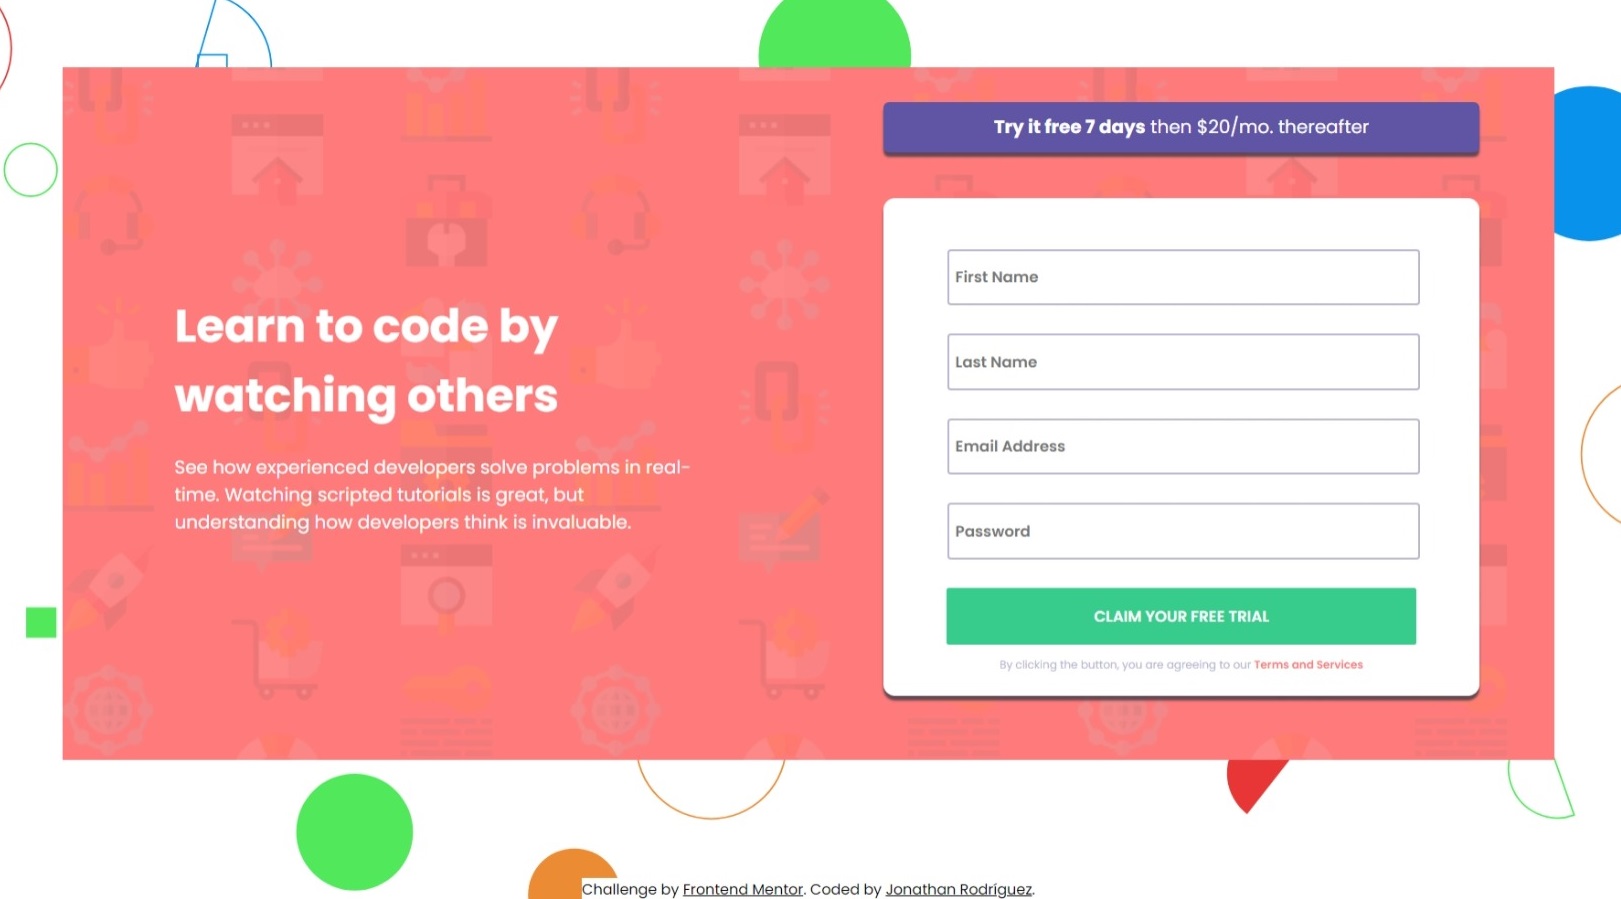 Try it free 7 days then $20/mo. thereafter
Learn to code by
watching others
See how experienced developers solve problems in real-
time. Watching scripted tutorials is great, but
understanding how developers think is invaluable.
First Name
Last Name
Email Address
Password
CLAIM YOUR FREE TRIAL
By clicking the button, you are agreeing to our Terms and Services
Challenge by Frontend Mentor. Coded by Jonathan Rodríguez.